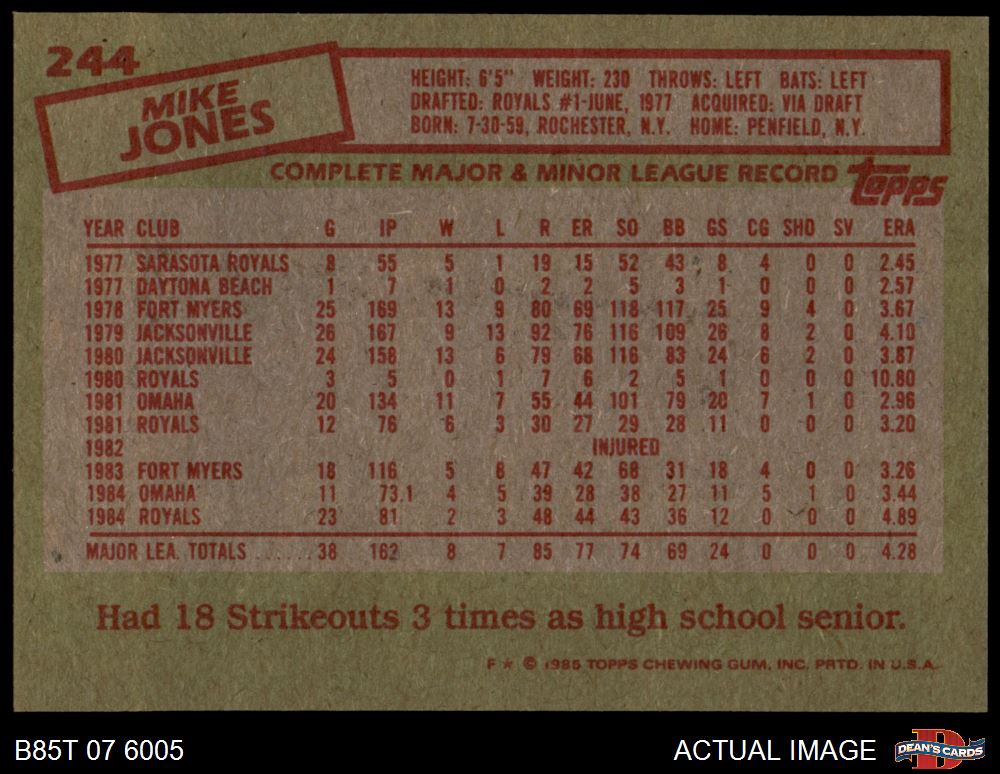 244
MIKE
JONES
HEIGHT: 6'5" WEIGHT: 230 THROWS: LEFT BATS: LEFT
DRAFTED: ROYALS #1-JUNE, 1977 ACQUIRED: VIA DRAFT
BORN: 7-30-59, ROCHESTER, N.Y. HOME: PENFIELD, N.Y.
COMPLETE MAJOR & MINOR LEAGUE RECORD topps
YEAR CLUB G IP W L R ER SO BB GS CG SHO SV ERA
1977 SARASOTA ROYALS 8 55 5 1 19 15 52 43 8 4 0 0 2.45
1977 DAYTONA BEACH 1 7 1 0 2 2 5 3 1 0 0 0 2.57
1978 FORT MYERS 25 169 13 9 80 69 118 117 25 9 4 0 3.67
1979 JACKSONVILLE 26 167 9 13 92 76 116 109 26 8 2 0 4.10
1980 JACKSONVILLE 24 158 13 6 79 68 116 83 24 6 2 0 3.87
1980 ROYALS 3 5 0 1 7 6 2 5 1 0 0 0 10.80
1981 OMAHA 20 134 11 7 55 44 101 79 20 7 1 0 2.96
1981 ROYALS 12 76 6 3 30 27 29 28 11 0 0 0 3.20
1982 INJURED
1983 FORT MYERS 18 116 5 8 47 42 68 31 18 4 0 0 3.26
1984 OMAHA 11 73.1 4 5 39 28 38 27 11 5 1 0 3.44
1984 ROYALS 23 81 2 3 48 44 43 36 12 0 0 0 4.89
MAJOR LEA. TOTALS ....... 38 162 8 7 85 77 74 69 24 0 0 0 4.28
Had 18 Strikeouts 3 times as high school senior.
F * © 1985 TOPPS CHEWING GUM, INC. PRTD. IN U.S.A.
B85T 07 6005 ACTUAL IMAGE DEAN'S CARDS